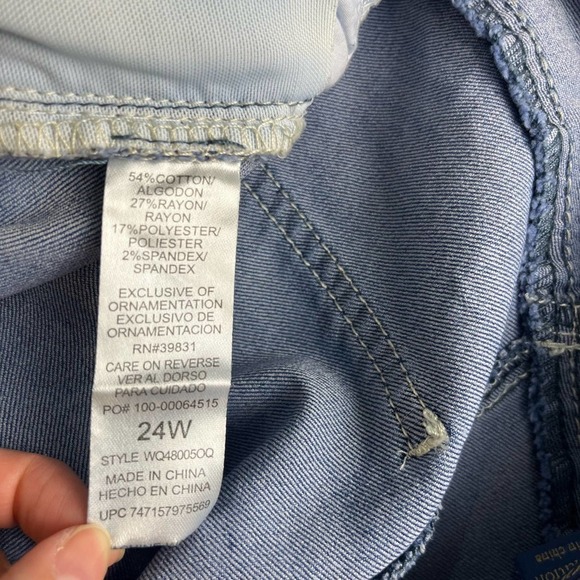 54%COTTON/
ALGODON
27%RAYON/
RAYON
17%POLYESTER/
POLIESTER
2%SPANDEX/
SPANDEX
EXCLUSIVE OF
ORNAMENTATION
EXCLUSIVO DE
ORNAMENTACIÓN
RN#39831
CARE ON REVERSE
VER AL DORSO
PARA CUIDADO
PO# 100-00064515
24W
STYLE WQ48005OQ
MADE IN CHINA
HECHO EN CHINA
UPC 747157975569